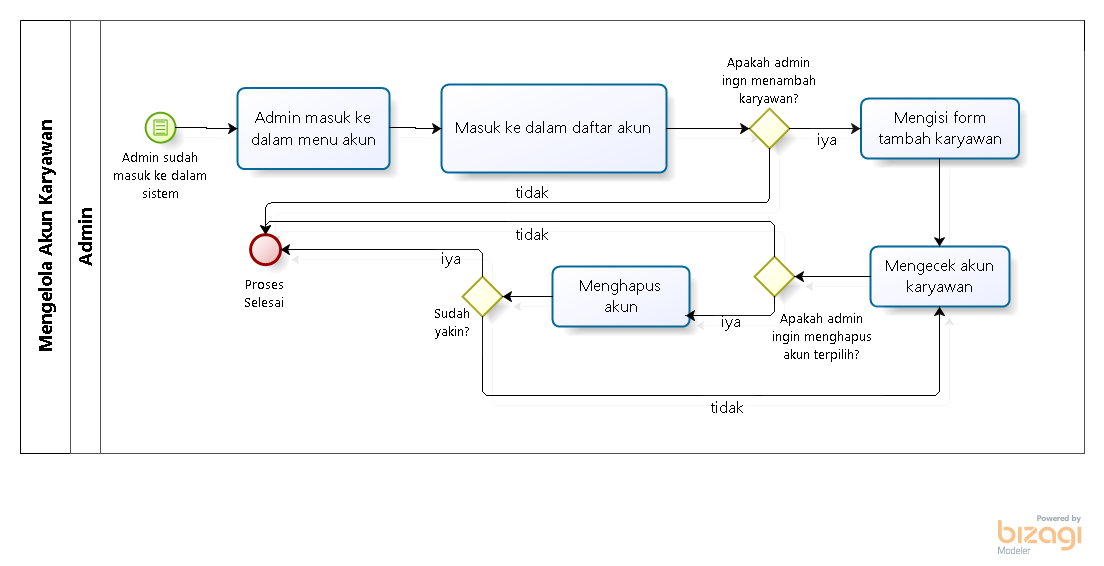 Mengelola Akun Karyawan
Admin
Admin sudah
masuk ke dalam
sistem
Admin masuk ke
dalam menu akun
Masuk ke dalam daftar akun
Apakah admin
ingn menambah
karyawan?
iya
Mengisi form
tambah karyawan
tidak
tidak
Proses
Selesai
iya
Sudah
yakin?
Menghapus
akun
iya
Apakah admin
ingin menghapus
akun terpilih?
Mengecek akun
karyawan
tidak
Powered by
bizagi
Modeler